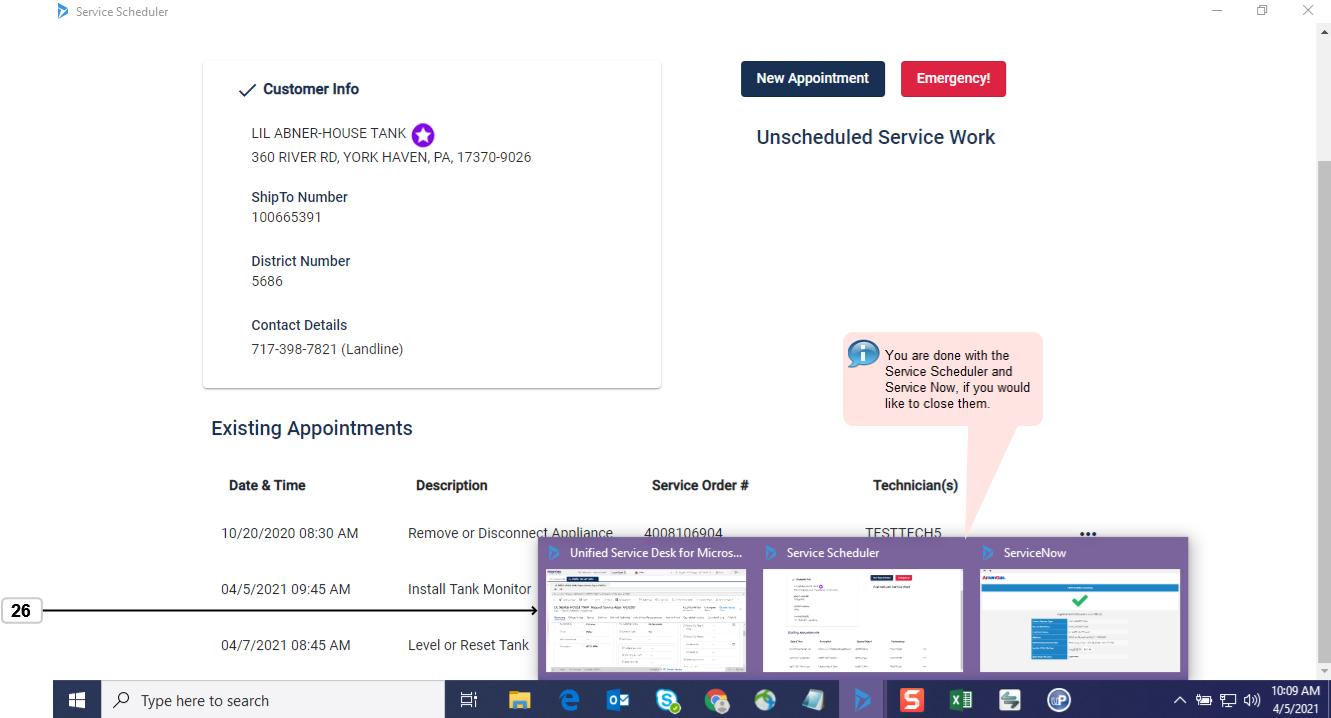 Service Scheduler
Customer Info
LIL ABNER-HOUSE TANK
360 RIVER RD, YORK HAVEN, PA, 17370-9026
ShipTo Number
100665391
District Number
5686
Contact Details
717-398-7821 (Landline)
New Appointment
Emergency!
Unscheduled Service Work
You are done with the
Service Scheduler and
Service Now, if you would
like to close them.
Existing Appointments
Date & Time Description Service Order # Technician(s)
10/20/2020 08:30 AM Remove or Disconnect Appliance 4008106904 TESTTECH5 •••
04/5/2021 09:45 AM Install Tank Monitor
04/7/2021 08:45 AM Level or Reset Tank
26
Unified Service Desk for Micros...
Service Scheduler
ServiceNow
Type here to search
10:09 AM
4/5/2021